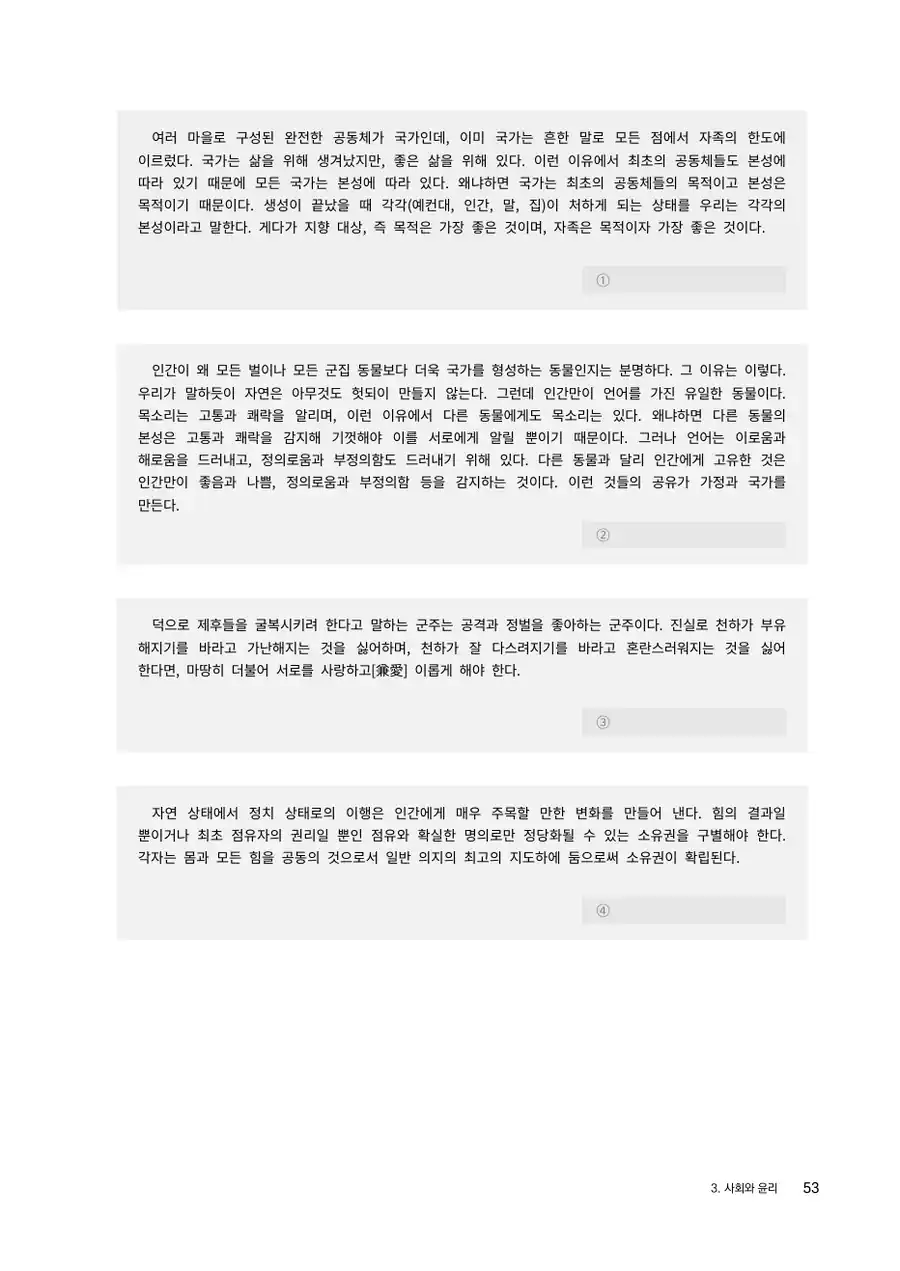 여러 마을로 구성된 완전한 공동체가 국가인데, 이미 국가는 흔한 말로 모든 점에서 자족의 한도에
이르렀다. 국가는 삶을 위해 생겨났지만, 좋은 삶을 위해 있다. 이런 이유에서 최초의 공동체들도 본성에
따라 있기 때문에 모든 국가는 본성에 따라 있다. 왜냐하면 국가는 최초의 공동체들의 목적이고 본성은
목적이기 때문이다. 생성이 끝났을 때 각각(예컨대, 인간, 말, 집)이 처하게 되는 상태를 우리는 각각의
본성이라고 말한다. 게다가 지향 대상, 즉 목적은 가장 좋은 것이며, 자족은 목적이자 가장 좋은 것이다.
①
인간이 왜 모든 벌이나 모든 군집 동물보다 더욱 국가를 형성하는 동물인지는 분명하다. 그 이유는 이렇다.
우리가 말하듯이 자연은 아무것도 헛되이 만들지 않는다. 그런데 인간만이 언어를 가진 유일한 동물이다.
목소리는 고통과 쾌락을 알리며, 이런 이유에서 다른 동물에게도 목소리는 있다. 왜냐하면 다른 동물의
본성은 고통과 쾌락을 감지해 기껏해야 이를 서로에게 알릴 뿐이기 때문이다. 그러나 언어는 이로움과
해로움을 드러내고, 정의로움과 부정의함도 드러내기 위해 있다. 다른 동물과 달리 인간에게 고유한 것은
인간만이 좋음과 나쁨, 정의로움과 부정의함 등을 감지하는 것이다. 이런 것들의 공유가 가정과 국가를
만든다.
②
덕으로 제후들을 굴복시키려 한다고 말하는 군주는 공격과 정벌을 좋아하는 군주이다. 진실로 천하가 부유
해지기를 바라고 가난해지는 것을 싫어하며, 천하가 잘 다스려지기를 바라고 혼란스러워지는 것을 싫어
한다면, 마땅히 더불어 서로를 사랑하고[兼愛] 이롭게 해야 한다.
③
자연 상태에서 정치 상태로의 이행은 인간에게 매우 주목할 만한 변화를 만들어 낸다. 힘의 결과일
뿐이거나 최초 점유자의 권리일 뿐인 점유와 확실한 명의로만 정당화될 수 있는 소유권을 구별해야 한다.
각자는 몸과 모든 힘을 공동의 것으로서 일반 의지의 최고의 지도하에 둠으로써 소유권이 확립된다.
④
3. 사회와 윤리 53